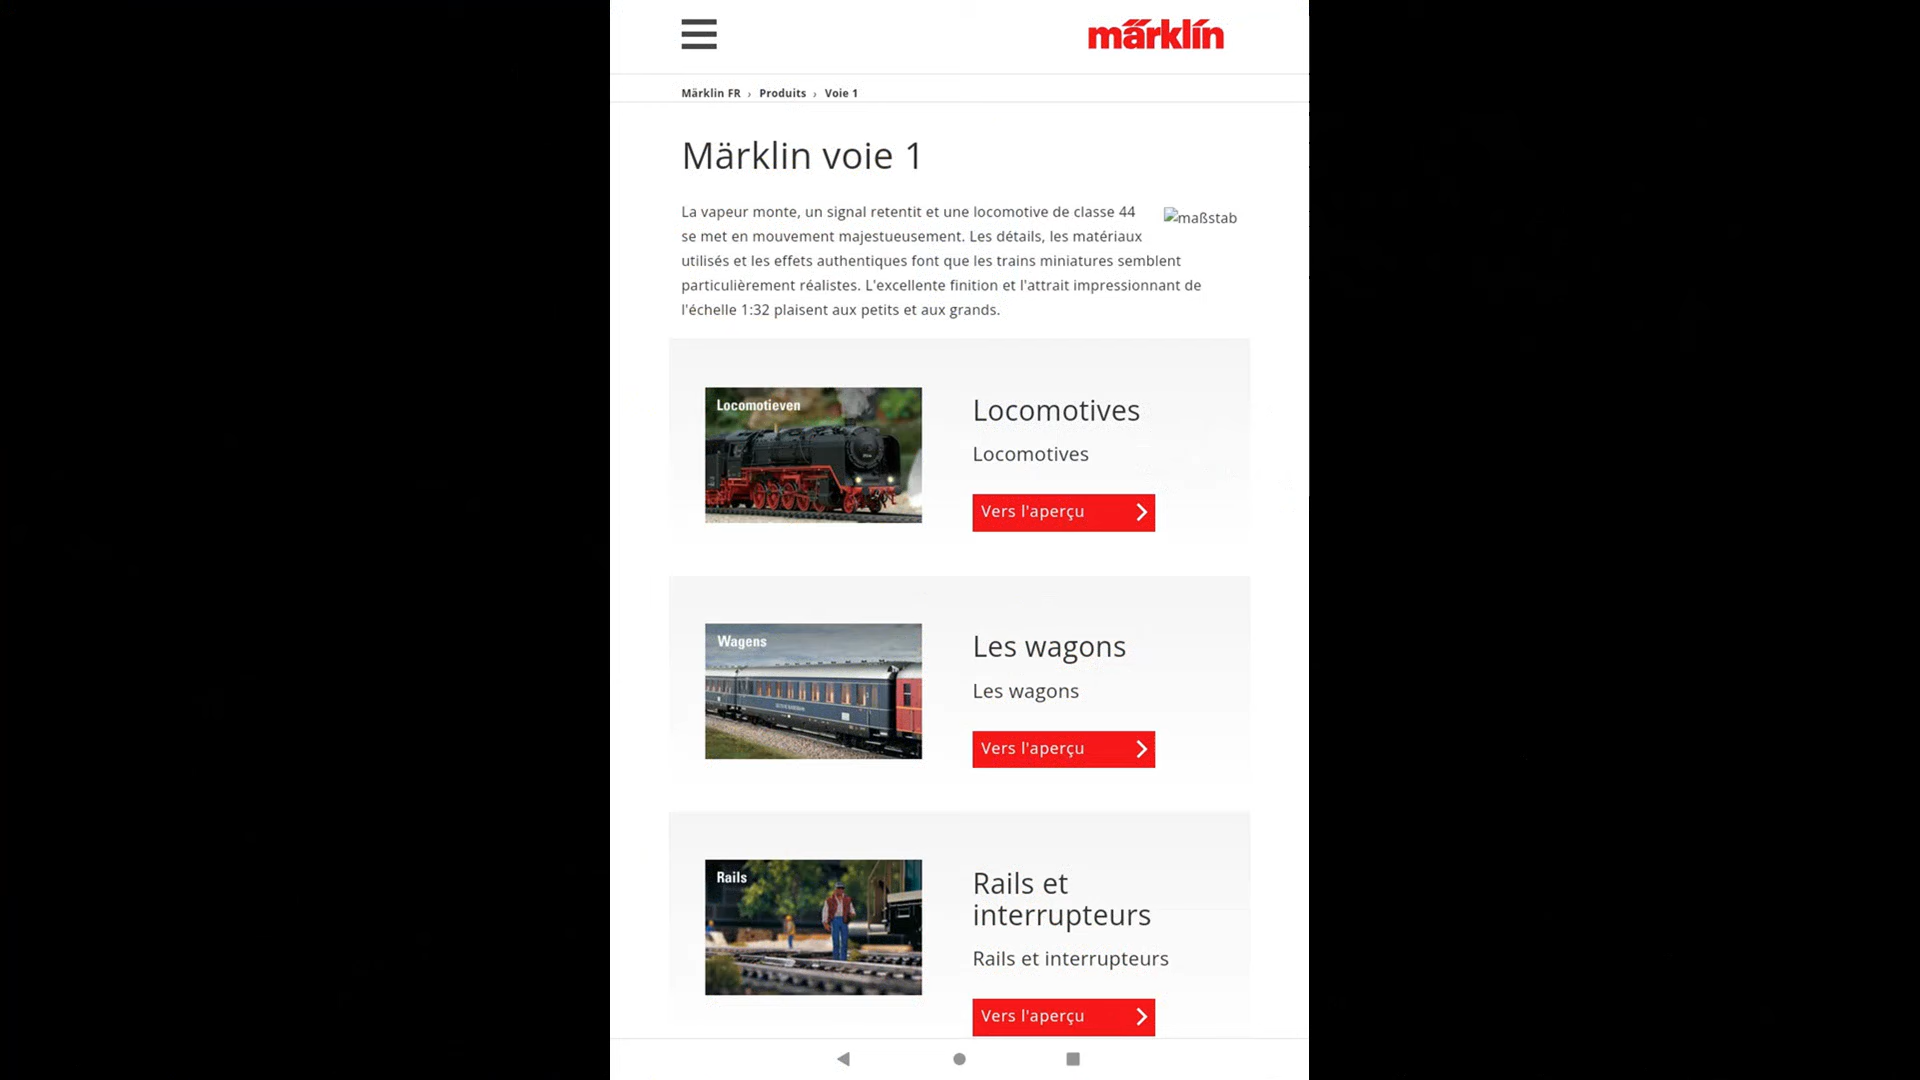 märklin
Märklin FR › Produits › Voie 1
Märklin voie 1
La vapeur monte, un signal retentit et une locomotive de classe 44
se met en mouvement majestueusement. Les détails, les matériaux
utilisés et les effets authentiques font que les trains miniatures semblent
particulièrement réalistes. L'excellente finition et l'attrait impressionnant de
l'échelle 1:32 plaisent aux petits et aux grands.
maßstab
Locomotieven
Locomotives
Locomotives
Vers l'aperçu
Wagens
Les wagons
Les wagons
Vers l'aperçu
Rails
Rails et
interrupteurs
Rails et interrupteurs
Vers l'aperçu